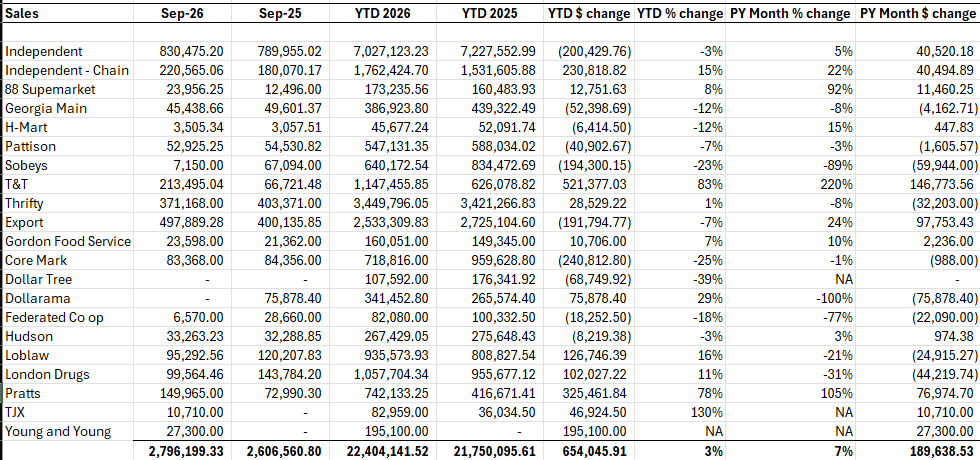 Sales Sep-26 Sep-25 YTD 2026 YTD 2025 YTD $ change YTD % change PY Month % change PY Month $ change
Independent 830,475.20 789,955.02 7,027,123.23 7,227,552.99 (200,429.76) -3% 5% 40,520.18
Independent - Chain 220,565.06 180,070.17 1,762,424.70 1,531,605.88 230,818.82 15% 22% 40,494.89
88 Supemarket 23,956.25 12,496.00 173,235.56 160,483.93 12,751.63 8% 92% 11,460.25
Georgia Main 45,438.66 49,601.37 386,923.80 439,322.49 (52,398.69) -12% -8% (4,162.71)
H-Mart 3,505.34 3,057.51 45,677.24 52,091.74 (6,414.50) -12% 15% 447.83
Pattison 52,925.25 54,530.82 547,131.35 588,034.02 (40,902.67) -7% -3% (1,605.57)
Sobeys 7,150.00 67,094.00 640,172.54 834,472.69 (194,300.15) -23% -89% (59,944.00)
T&T 213,495.04 66,721.48 1,147,455.85 626,078.82 521,377.03 83% 220% 146,773.56
Thrifty 371,168.00 403,371.00 3,449,796.05 3,421,266.83 28,529.22 1% -8% (32,203.00)
Export 497,889.28 400,135.85 2,533,309.83 2,725,104.60 (191,794.77) -7% 24% 97,753.43
Gordon Food Service 23,598.00 21,362.00 160,051.00 149,345.00 10,706.00 7% 10% 2,236.00
Core Mark 83,368.00 84,356.00 718,816.00 959,628.80 (240,812.80) -25% -1% (988.00)
Dollar Tree - - 107,592.00 176,341.92 (68,749.92) -39% NA -
Dollarama - 75,878.40 341,452.80 265,574.40 75,878.40 29% -100% (75,878.40)
Federated Co op 6,570.00 28,660.00 82,080.00 100,332.50 (18,252.50) -18% -77% (22,090.00)
Hudson 33,263.23 32,288.85 267,429.05 275,648.43 (8,219.38) -3% 3% 974.38
Loblaw 95,292.56 120,207.83 935,573.93 808,827.54 126,746.39 16% -21% (24,915.27)
London Drugs 99,564.46 143,784.20 1,057,704.34 955,677.12 102,027.22 11% -31% (44,219.74)
Pratts 149,965.00 72,990.30 742,133.25 416,671.41 325,461.84 78% 105% 76,974.70
TJX 10,710.00 - 82,959.00 36,034.50 46,924.50 130% NA 10,710.00
Young and Young 27,300.00 - 195,100.00 - 195,100.00 NA NA 27,300.00
2,796,199.33 2,606,560.80 22,404,141.52 21,750,095.61 654,045.91 3% 7% 189,638.53